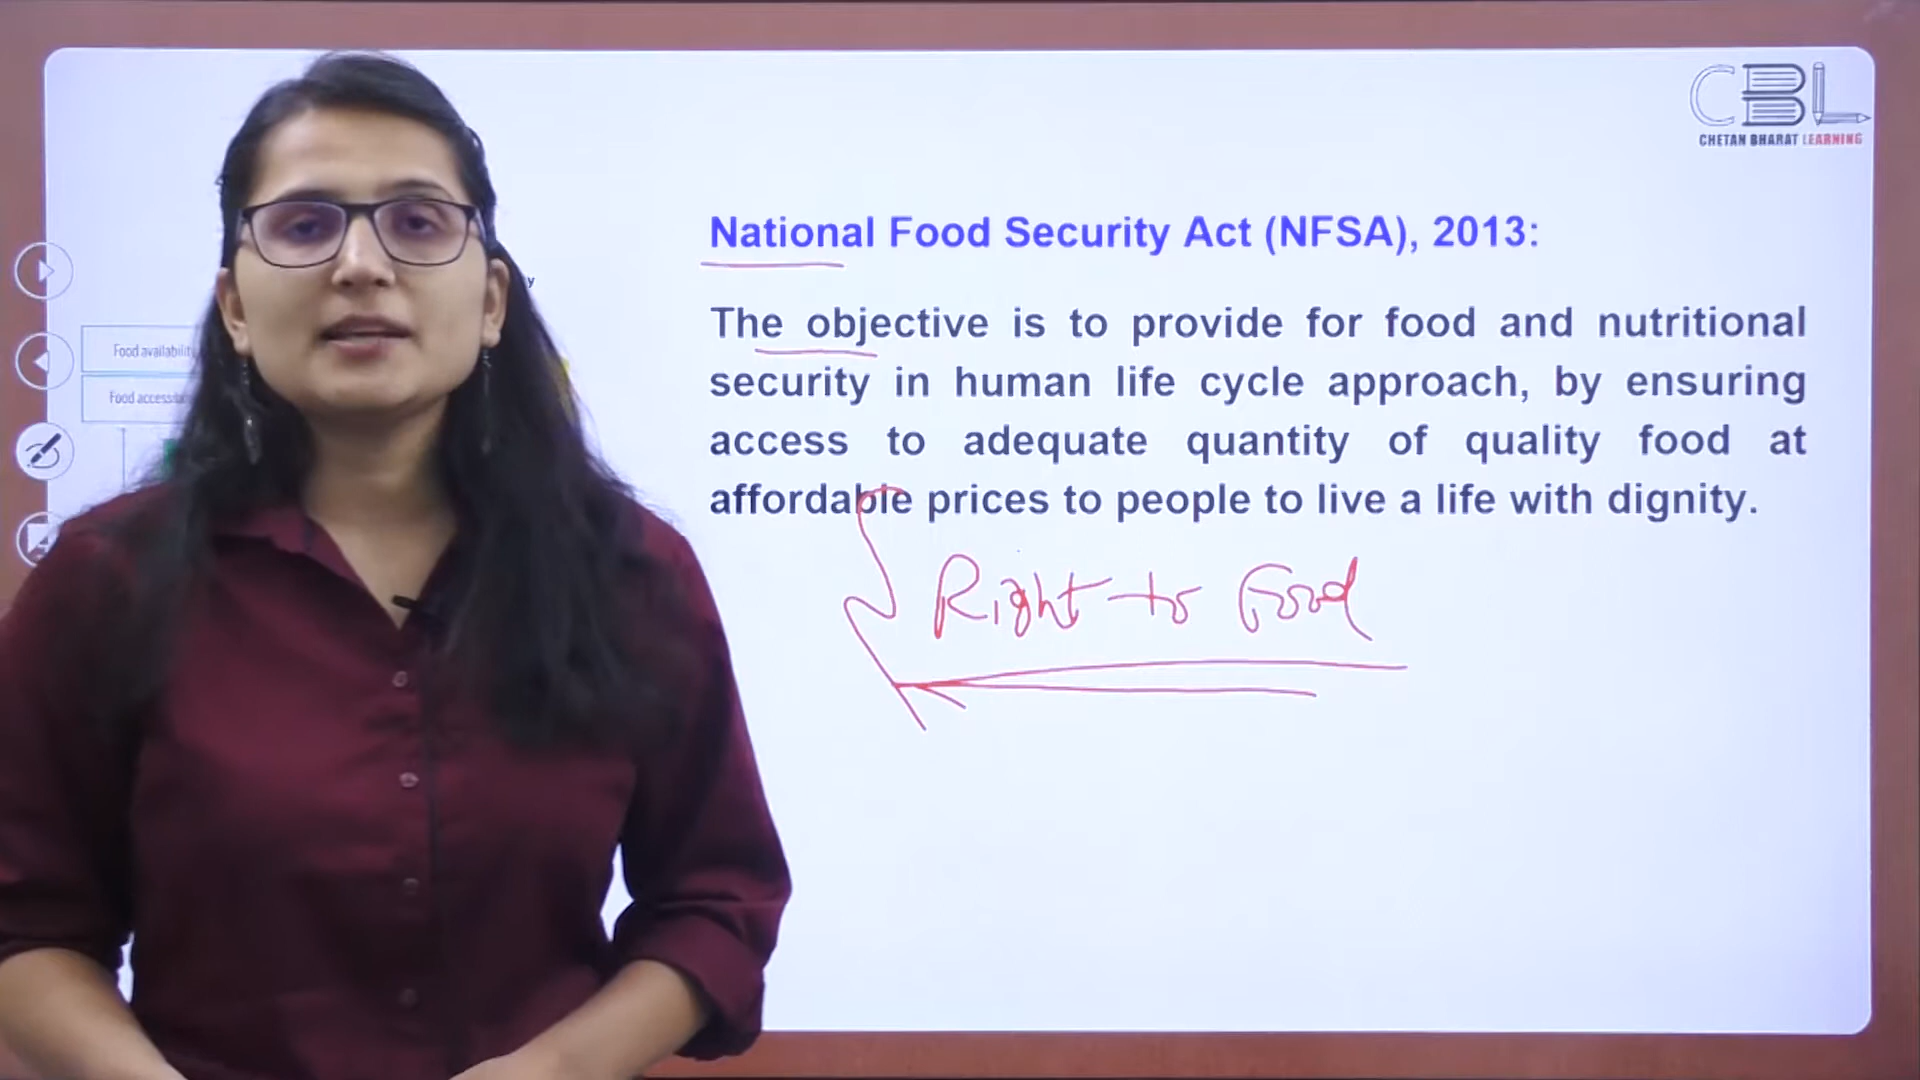 CBL
CHETAN BHARAT LEARNING
National Food Security Act (NFSA), 2013:
The objective is to provide for food and nutritional
security in human life cycle approach, by ensuring
access to adequate quantity of quality food at
affordable prices to people to live a life with dignity.
Right to Food
y
Food availability
Food